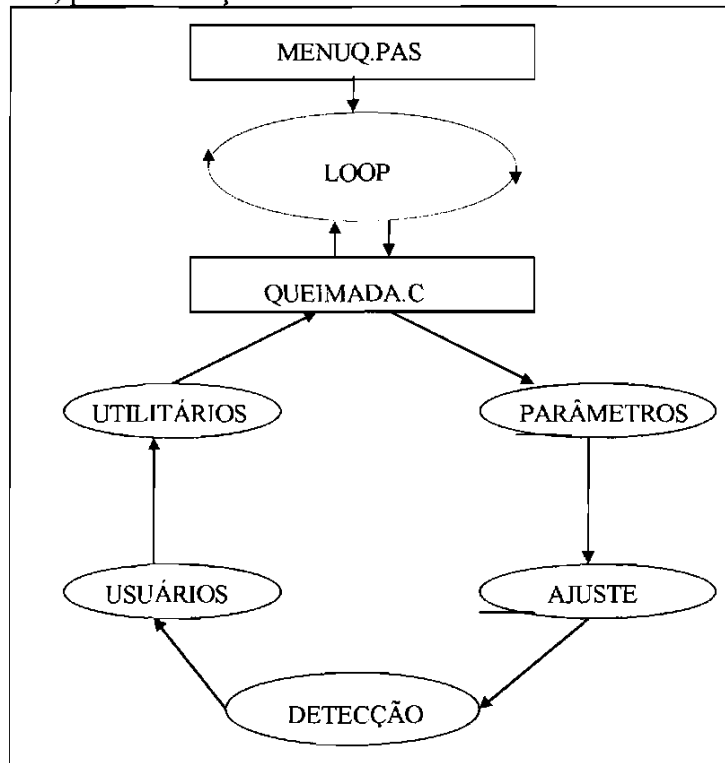 MENUQ.PAS
LOOP
QUEIMADA.C
UTILITÁRIOS
PARÂMETROS
USUÁRIOS
AJUSTE
DETECÇÃO